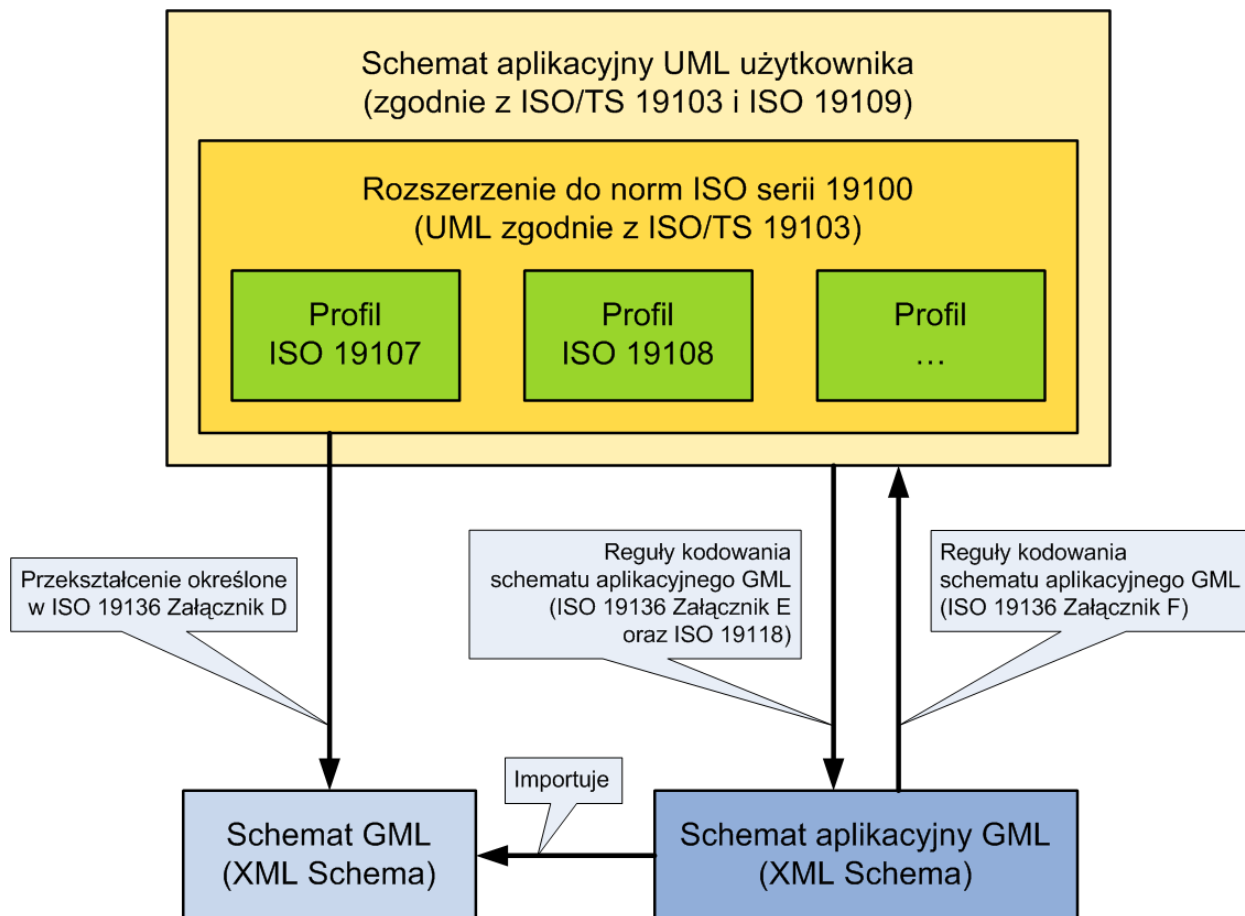 Schemat aplikacyjny UML użytkownika
(zgodnie z ISO/TS 19103 i ISO 19109)
Rozszerzenie do norm ISO serii 19100
(UML zgodnie z ISO/TS 19103)
Profil
ISO 19107
Profil
ISO 19108
Profil
…
Przekształcenie określone
w ISO 19136 Załącznik D
Reguły kodowania
schematu aplikacyjnego GML
(ISO 19136 Załącznik E
oraz ISO 19118)
Reguły kodowania
schematu aplikacyjnego GML
(ISO 19136 Załącznik F)
Importuje
Schemat GML
(XML Schema)
Schemat aplikacyjny GML
(XML Schema)